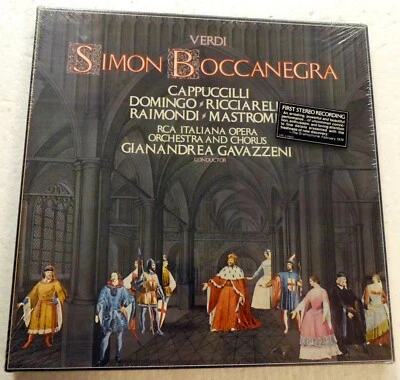 VERDI
SIMON BOCCANEGRA
CAPPUCCILLI
DOMINGO RICCIARELLI
RAIMONDI MASTROMEI
RCA ITALIANA OPERA
ORCHESTRA AND CHORUS
GIANANDREA GAVAZZENI
CONDUCTOR
FIRST STEREO RECORDING